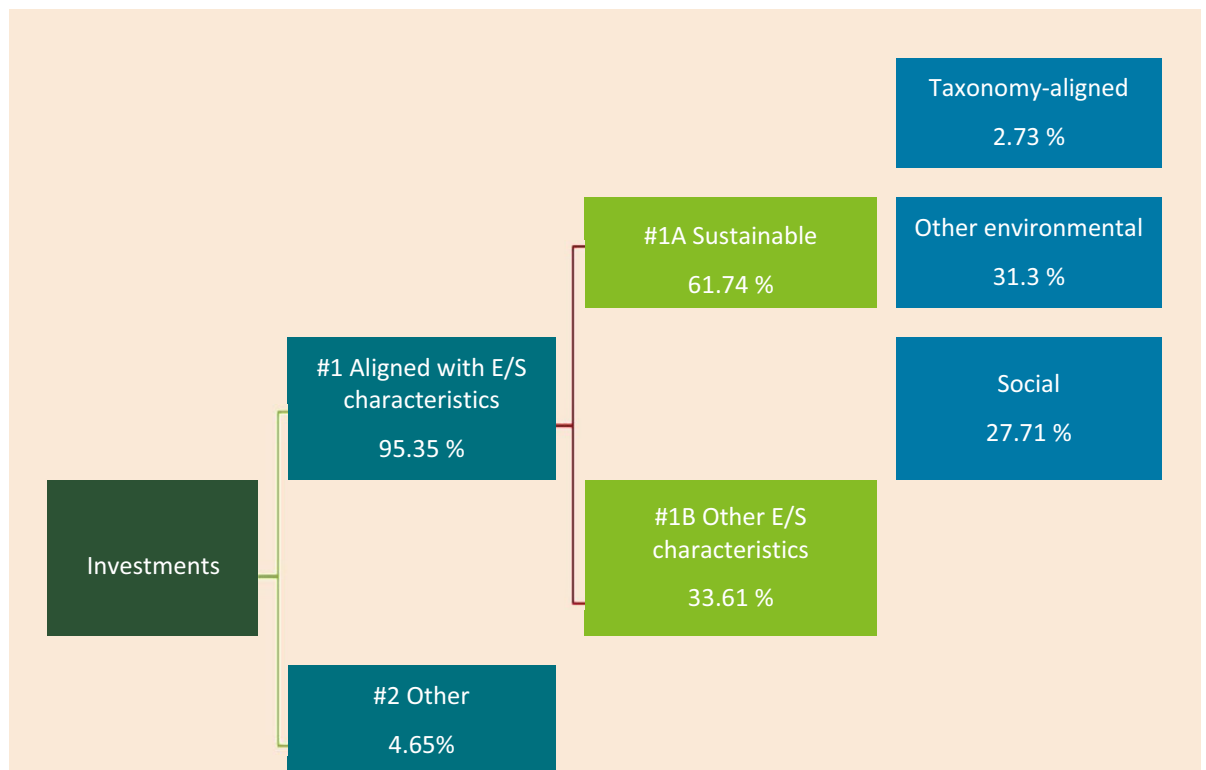 Taxonomy-aligned
2.73 %
#1A Sustainable
61.74 %
Other environmental
31.3 %
#1 Aligned with E/S
characteristics
95.35 %
Social
27.71 %
Investments
#1B Other E/S
characteristics
33.61 %
#2 Other
4.65%